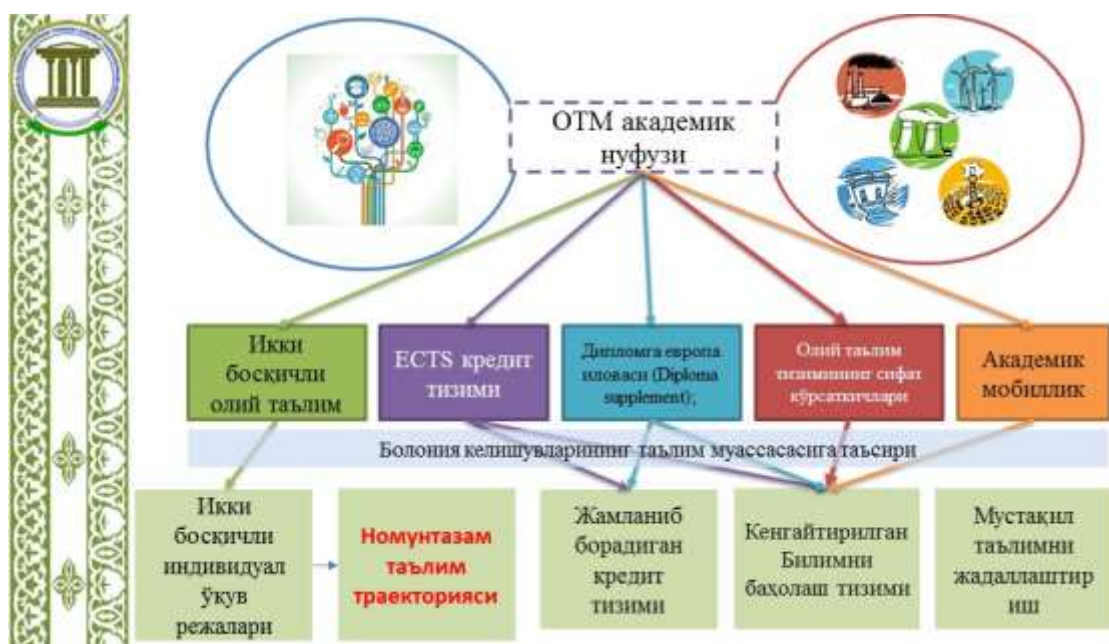 ОТМ академик
нуфузи
Икки
босқичли
олий таълим
ECTS кредит
тизими
Дипломга европа
иловаси (Diploma
supplement);
Олий таълим
тизимининг сифат
кўрсаткичлари
Академик
мобиллик
Болония келишувларининг таълим муассасасига таъсири
Икки
босқичли
индивидуал
ўқув
режалари
Номунтазам
таълим
траекторияси
Жамланиб
борадиган
кредит
тизими
Кенгайтирилган
Билимни
баҳолаш тизими
Мустақил
таълимни
жадаллаштир
иш